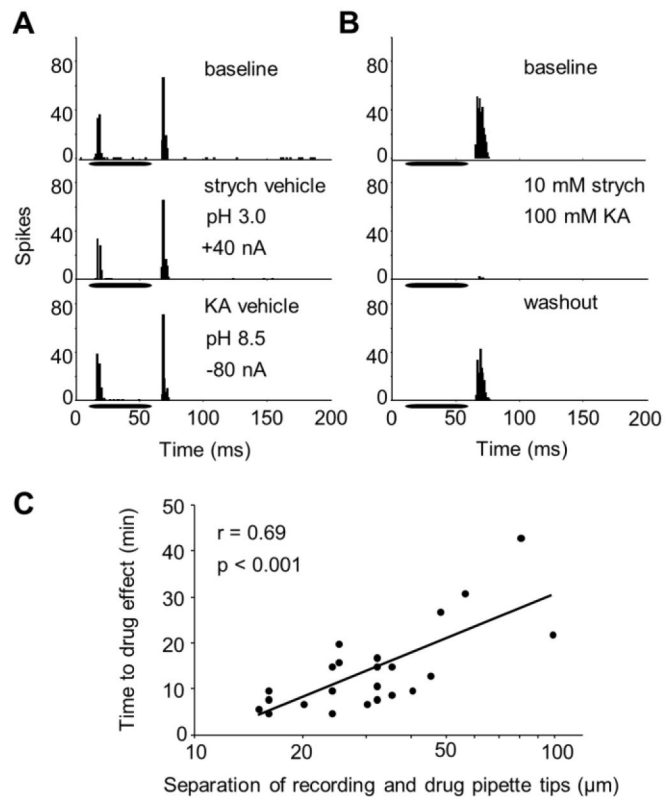 A
B
baseline
baseline
80
40
0
80
40
0
strych vehicle
pH 3.0
+40 nA
10 mM strych
100 mM KA
80
40
0
80
40
0
Spikes
KA vehicle
pH 8.5
-80 nA
washout
80
40
0
80
40
0
0 50 100 150 200
0 50 100 150 200
Time (ms)
Time (ms)
C
r = 0.69
p < 0.001
50
40
30
20
10
0
Time to drug effect (min)
10 20 50 100
Separation of recording and drug pipette tips (µm)